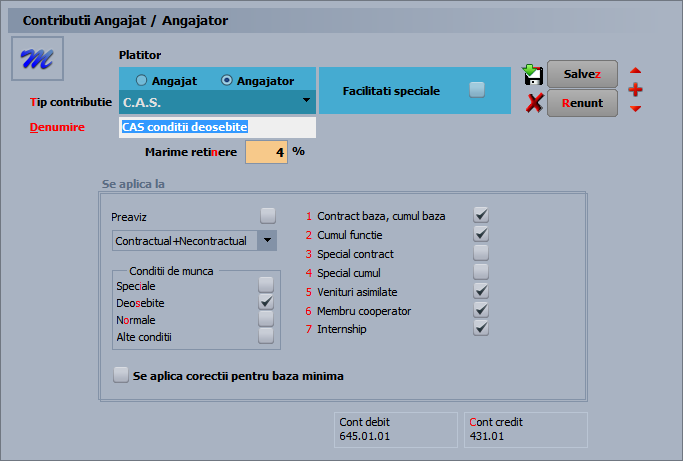 Contributii Angajat / Angajator
M
Platitor
Angajat
Angajator
Facilitati speciale
Salvez
Tip contributie
C.A.S.
Renunt
Denumire
CAS conditii deosebite
Marime retinere
4
%
Se aplica la
Preaviz
Contractual+Necontractual
Conditii de munca
Speciale
Deosebite
Normale
Alte conditii
1 Contract baza, cumul baza
2 Cumul functie
3 Special contract
4 Special cumul
5 Venituri asimilate
6 Membru cooperator
7 Internship
Se aplica corectii pentru baza minima
Cont debit
645.01.01
Cont credit
431.01